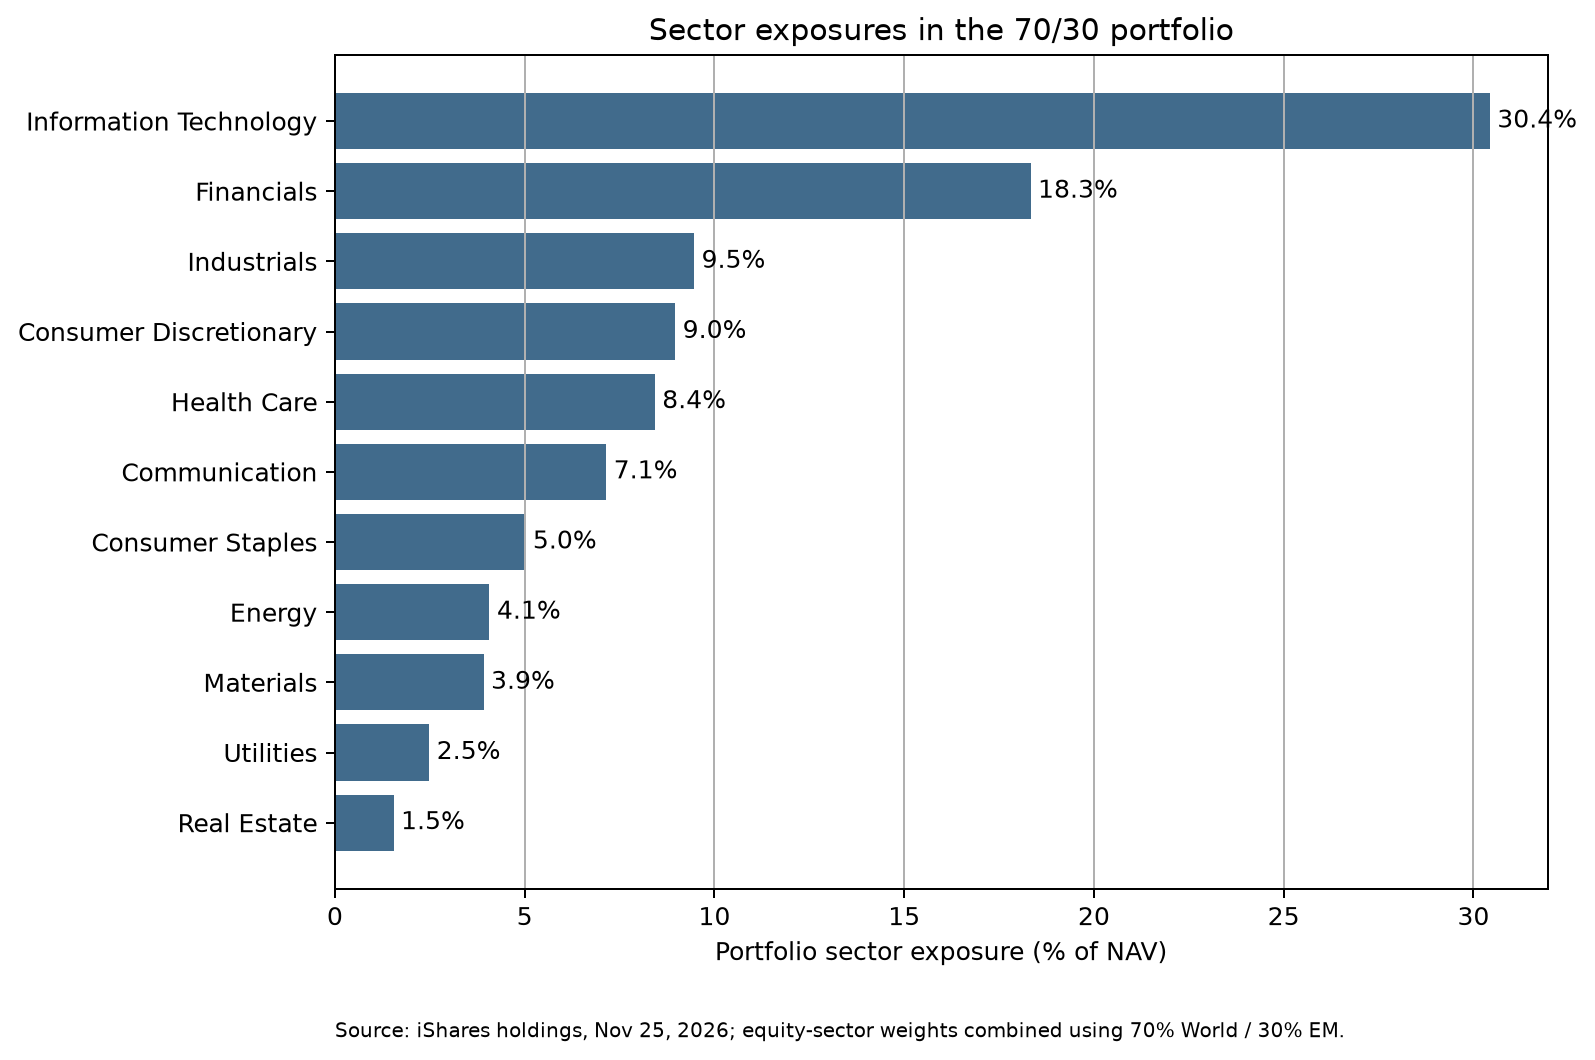 Sector exposures in the 70/30 portfolio
Information Technology 30.4%
Financials 18.3%
Industrials 9.5%
Consumer Discretionary 9.0%
Health Care 8.4%
Communication 7.1%
Consumer Staples 5.0%
Energy 4.1%
Materials 3.9%
Utilities 2.5%
Real Estate 1.5%
0 5 10 15 20 25 30
Portfolio sector exposure (% of NAV)
Source: iShares holdings, Nov 25, 2026; equity-sector weights combined using 70% World / 30% EM.